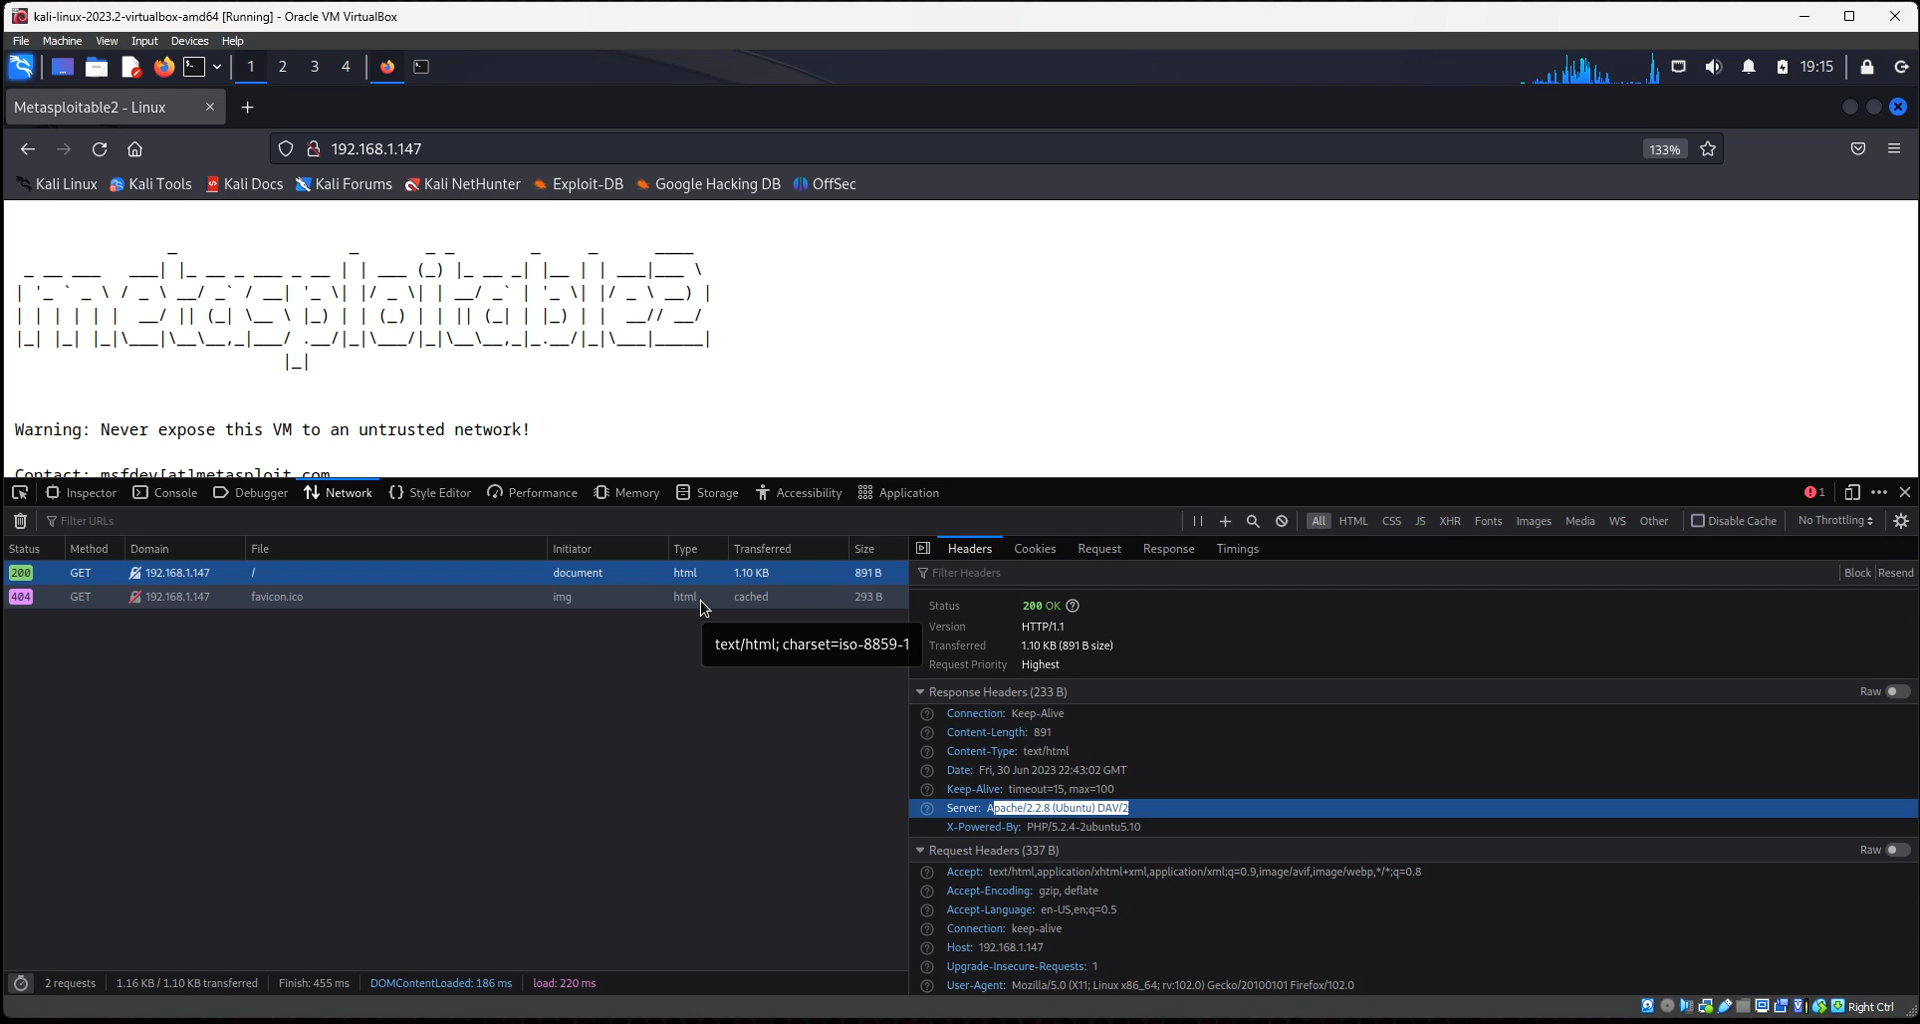 kali-linux-2023.2-virtualbox-amd64 [Running] - Oracle VM VirtualBox
File Machine View Input Devices Help
1 2 3 4 19:15
Metasploitable2 - Linux
192.168.1.147 133%
Kali Linux Kali Tools Kali Docs Kali Forums Kali NetHunter Exploit-DB Google Hacking DB OffSec
metasploitable2
Warning: Never expose this VM to an untrusted network!
Contact: msfdev[at]metasploit.com
Inspector Console Debugger Network Style Editor Performance Memory Storage Accessibility Application 1
Filter URLs All HTML CSS JS XHR Fonts Images Media WS Other Disable Cache No Throttling
Status Method Domain File Initiator Type Transferred Size
200 GET 192.168.1.147 / document html 1.10 KB 891 B
404 GET 192.168.1.147 favicon.ico img html cached 293 B
text/html; charset=iso-8859-1
Headers Cookies Request Response Timings
Filter Headers Block Resend
Status 200 OK
Version HTTP/1.1
Transferred 1.10 KB (891 B size)
Request Priority Highest
Response Headers (233 B) Raw
Connection: Keep-Alive
Content-Length: 891
Content-Type: text/html
Date: Fri, 30 Jun 2023 22:43:02 GMT
Keep-Alive: timeout=15, max=100
Server: Apache/2.2.8 (Ubuntu) DAV/2
X-Powered-By: PHP/5.2.4-2ubuntu5.10
Request Headers (337 B) Raw
Accept: text/html,application/xhtml+xml,application/xml;q=0.9,image/avif,image/webp,*/*;q=0.8
Accept-Encoding: gzip, deflate
Accept-Language: en-US,en;q=0.5
Connection: keep-alive
Host: 192.168.1.147
Upgrade-Insecure-Requests: 1
User-Agent: Mozilla/5.0 (X11; Linux x86_64; rv:102.0) Gecko/20100101 Firefox/102.0
2 requests 1.16 KB / 1.10 KB transferred Finish: 455 ms DOMContentLoaded: 186 ms load: 220 ms
Right Ctrl